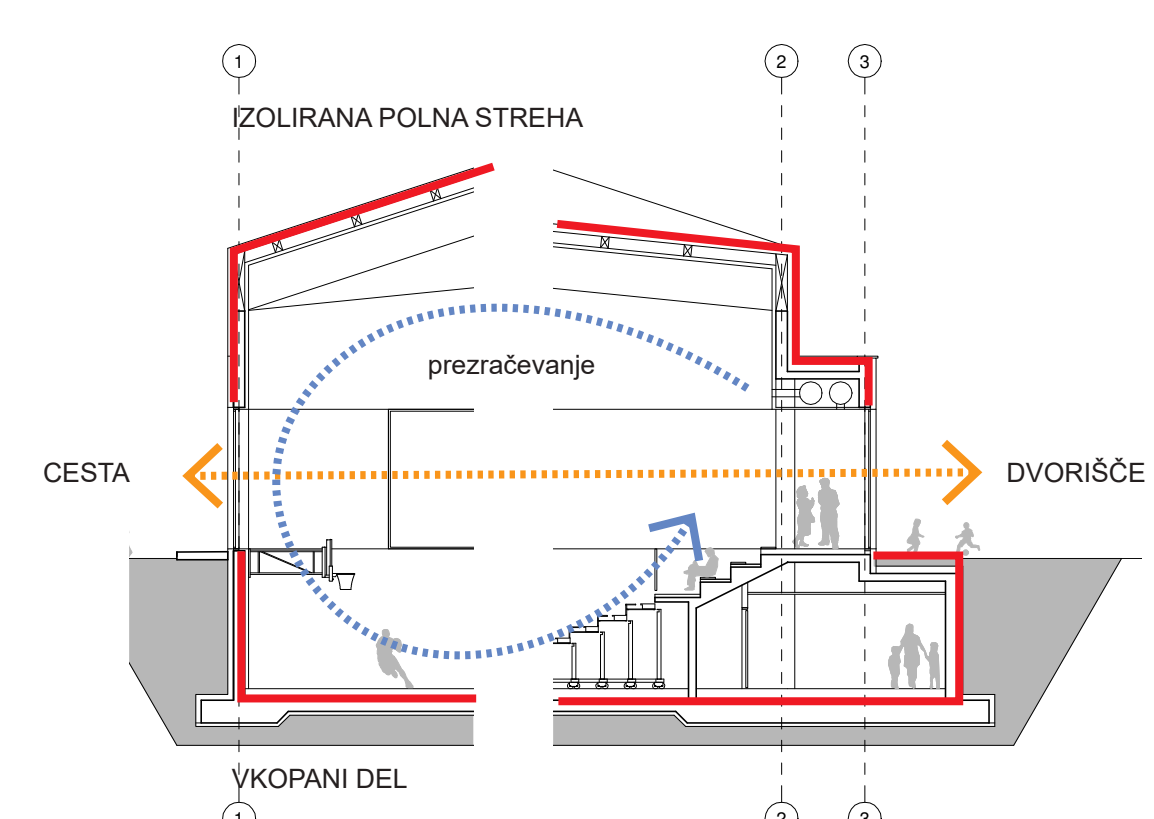 1 2 3
IZOLIRANA POLNA STREHA
prezračevanje
CESTA
DVORIŠČE
VKOPANI DEL
1 2 3